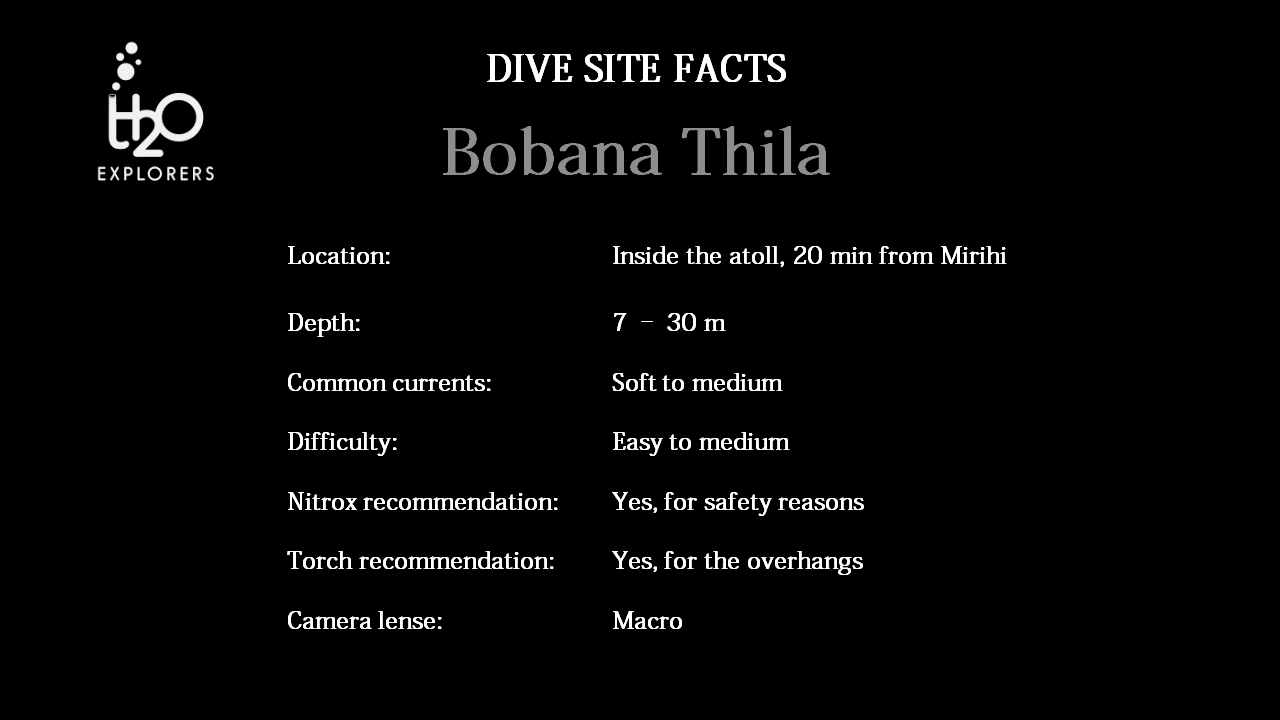 H2O
EXPLORERS
DIVE SITE FACTS
Bobana Thila
Location: Inside the atoll, 20 min from Mirihi
Depth: 7 – 30 m
Common currents: Soft to medium
Difficulty: Easy to medium
Nitrox recommendation: Yes, for safety reasons
Torch recommendation: Yes, for the overhangs
Camera lense: Macro